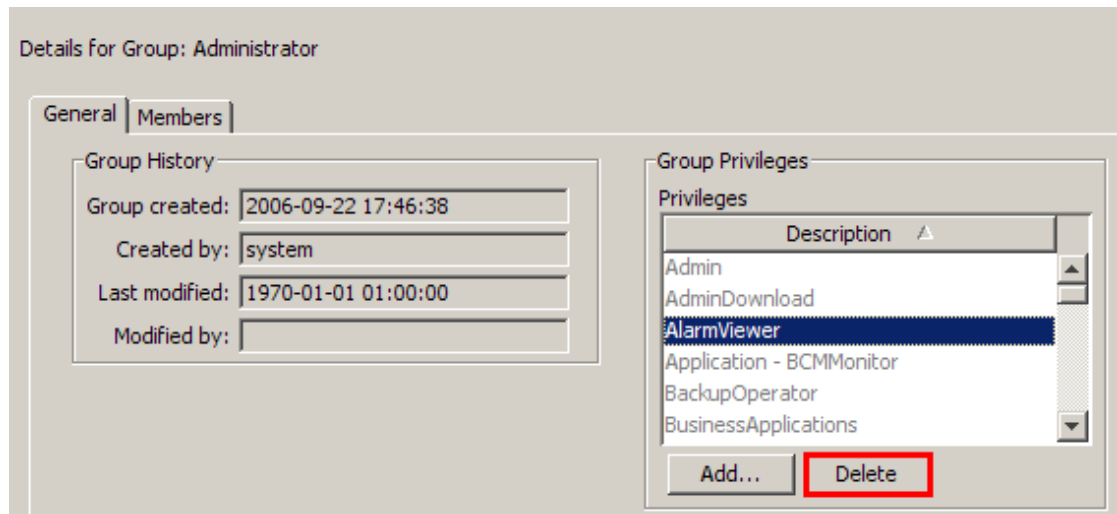 Details for Group: Administrator
General Members
Group History
Group created: 2006-09-22 17:46:38
Created by: system
Last modified: 1970-01-01 01:00:00
Modified by:
Group Privileges
Privileges
Description
Admin
AdminDownload
AlarmViewer
Application - BCMMonitor
BackupOperator
BusinessApplications
Add... Delete